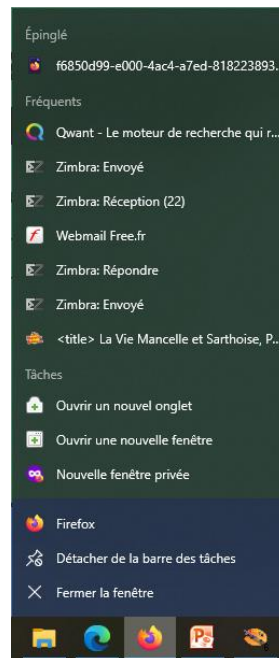 Épinglé
f6850d99-e000-4ac4-a7ed-818223893...
Fréquents
Qwant - Le moteur de recherche qui r...
Zimbra: Envoyé
Zimbra: Réception (22)
Webmail Free.fr
Zimbra: Répondre
Zimbra: Envoyé
<title> La Vie Mancelle et Sarthoise, P...
Tâches
Ouvrir un nouvel onglet
Ouvrir une nouvelle fenêtre
Nouvelle fenêtre privée
Firefox
Détacher de la barre des tâches
Fermer la fenêtre